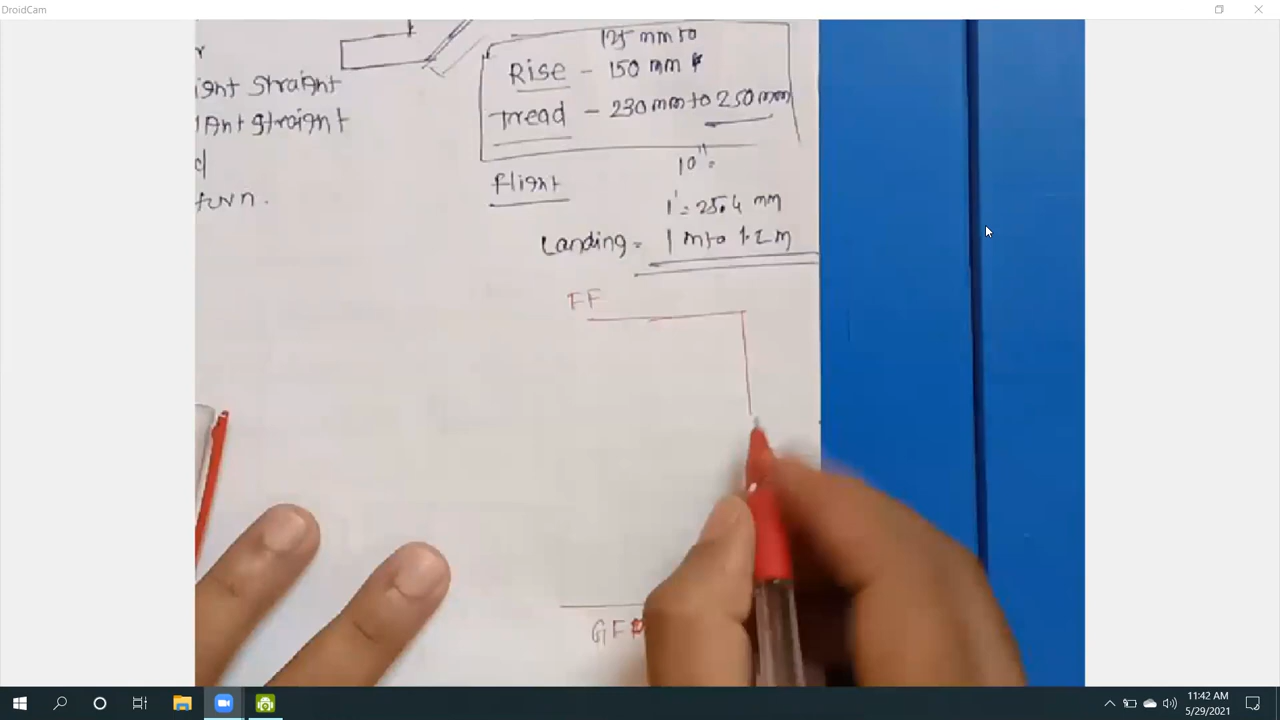 DroidCam
125 mm to
r
Rise - 150 mm
ight straight
Tread - 230 mm to 250 mm
straight
d
10" =
flight
turn.
1' = 25.4 mm
Landing = 1 m to 1.2 m
FF
GF
11:42 AM
5/29/2021